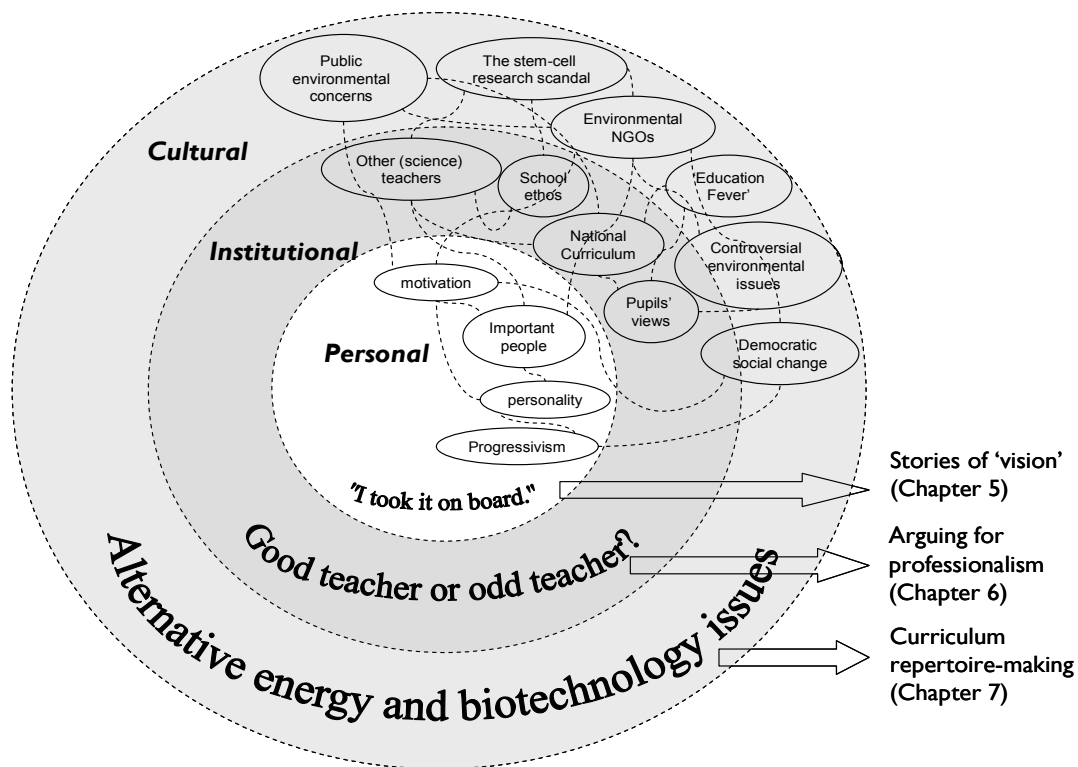 Public
environmental
concerns
The stem-cell
research scandal
Environmental
NGOs
Cultural
Other (science)
teachers
School
ethos
Education
Fever’
Institutional
National
Curriculum
Controversial
environmental
issues
motivation
Pupils’
views
Important
people
Personal
Democratic
social change
personality
Progressivism
"I took it on board."
Stories of ‘vision’
(Chapter 5)
Good teacher or odd teacher?
Arguing for
professionalism
(Chapter 6)
Alternative energy and biotechnology issues
Curriculum
repertoire-making
(Chapter 7)